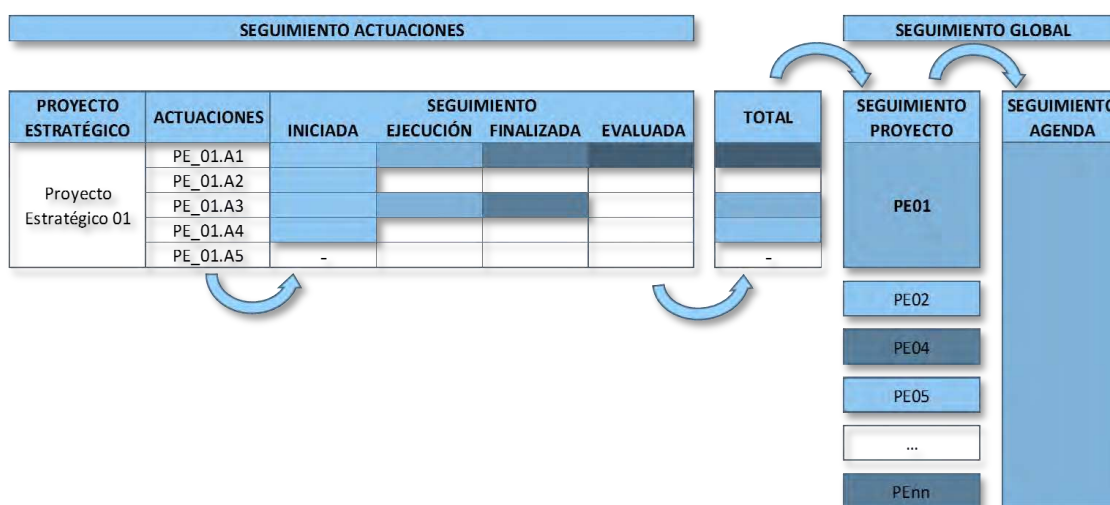 SEGUIMIENTO ACTUACIONES
SEGUIMIENTO GLOBAL
PROYECTO ESTRATÉGICO
ACTUACIONES
SEGUIMIENTO
INICIADA EJECUCIÓN FINALIZADA EVALUADA
TOTAL
SEGUIMIENTO PROYECTO
SEGUIMIENTO AGENDA
Proyecto
Estratégico 01
PE_01.A1
PE_01.A2
PE_01.A3
PE_01.A4
PE_01.A5 - -
PE01
PE02
PE04
PE05
...
PEnn